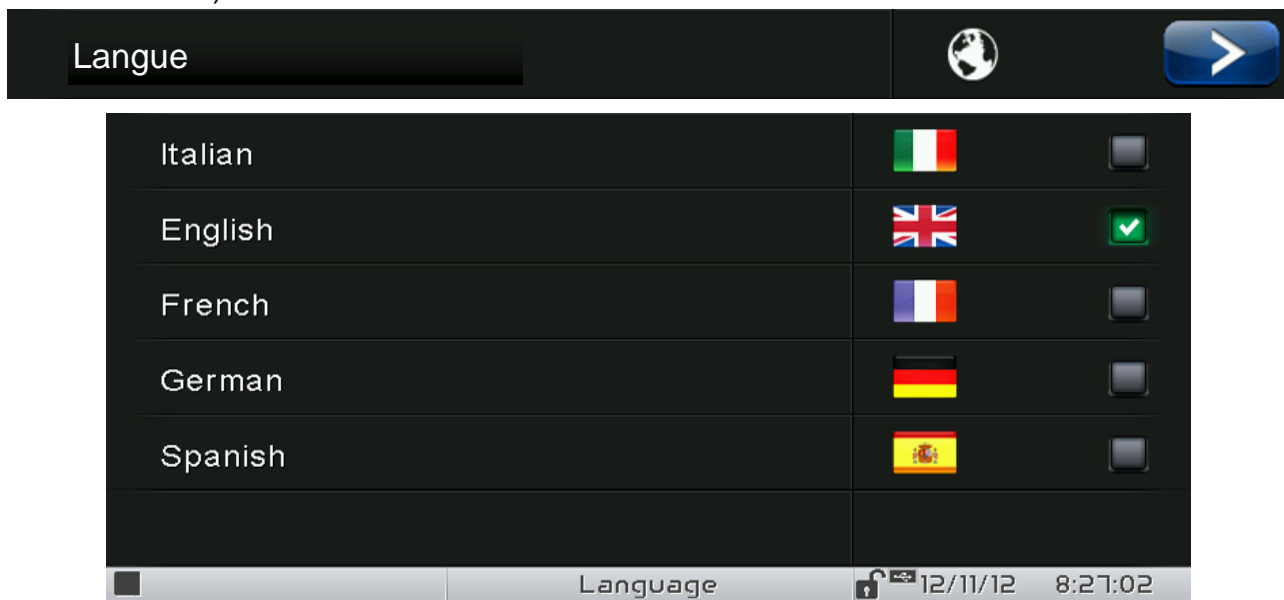 Langue
Italian
English
French
German
Spanish
Language 12/11/12 8:27:02